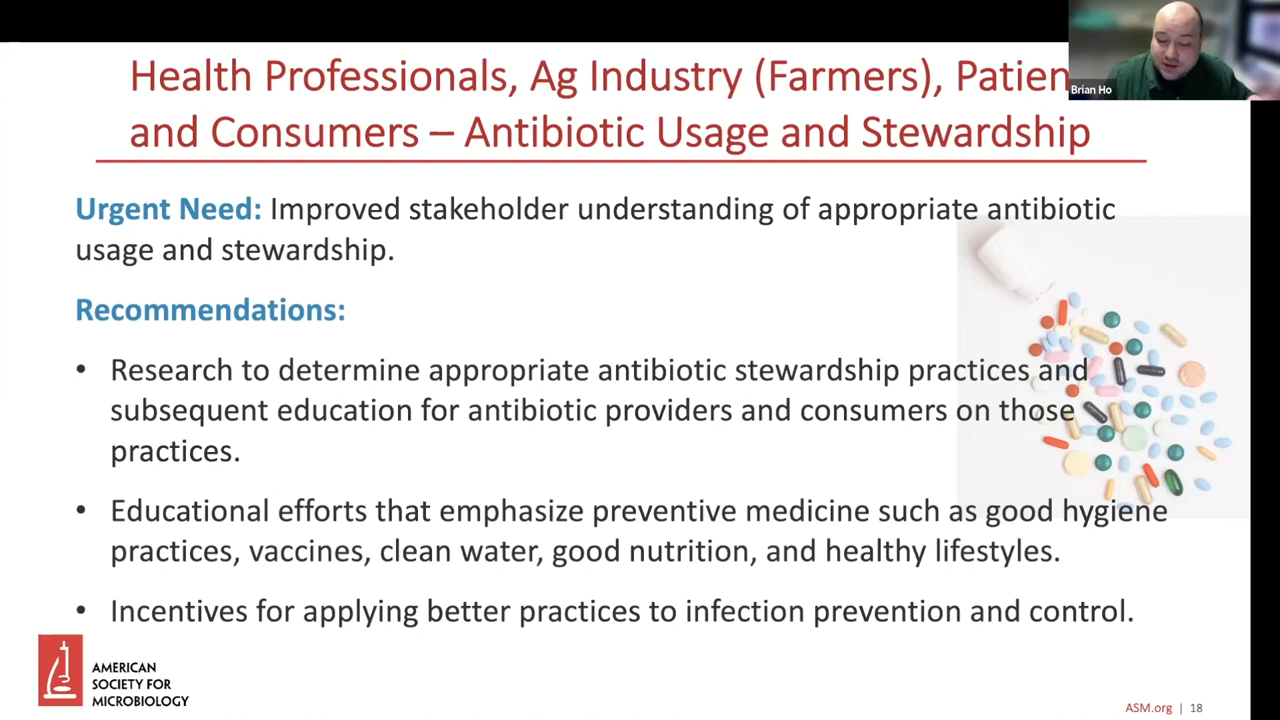 Health Professionals, Ag Industry (Farmers), Patien
Brian Ho
and Consumers – Antibiotic Usage and Stewardship
Urgent Need: Improved stakeholder understanding of appropriate antibiotic
usage and stewardship.
Recommendations:
• Research to determine appropriate antibiotic stewardship practices and
subsequent education for antibiotic providers and consumers on those
practices.
• Educational efforts that emphasize preventive medicine such as good hygiene
practices, vaccines, clean water, good nutrition, and healthy lifestyles.
• Incentives for applying better practices to infection prevention and control.
AMERICAN
SOCIETY FOR
MICROBIOLOGY
ASM.org | 18